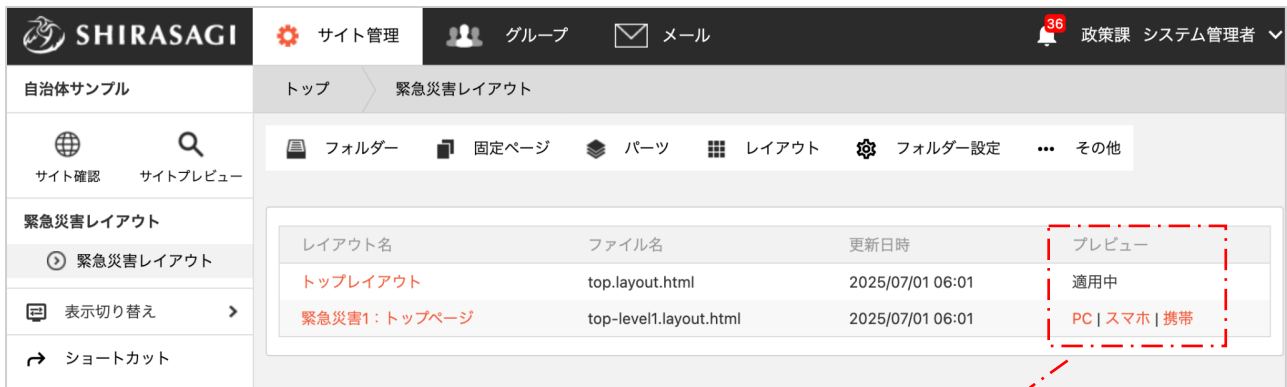 SHIRASAGI サイト管理 グループ メール 36 政策課 システム管理者
自治体サンプル
トップ 緊急災害レイアウト
サイト確認 サイトプレビュー
フォルダー 固定ページ パーツ レイアウト フォルダー設定 その他
緊急災害レイアウト
緊急災害レイアウト
表示切り替え
ショートカット
レイアウト名 ファイル名 更新日時 プレビュー
トップレイアウト top.layout.html 2025/07/01 06:01 適用中
緊急災害1：トップページ top-level1.layout.html 2025/07/01 06:01 PC | スマホ | 携帯